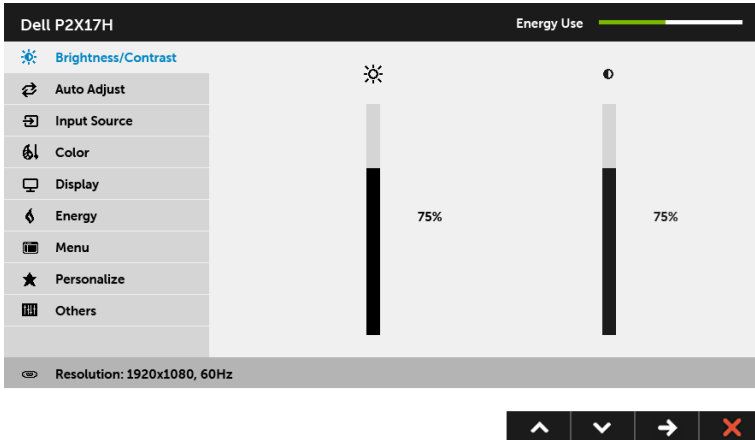 Dell P2X17H
Energy Use
Brightness/Contrast
Auto Adjust
Input Source
Color
Display
Energy
Menu
Personalize
Others
75%
75%
Resolution: 1920x1080, 60Hz